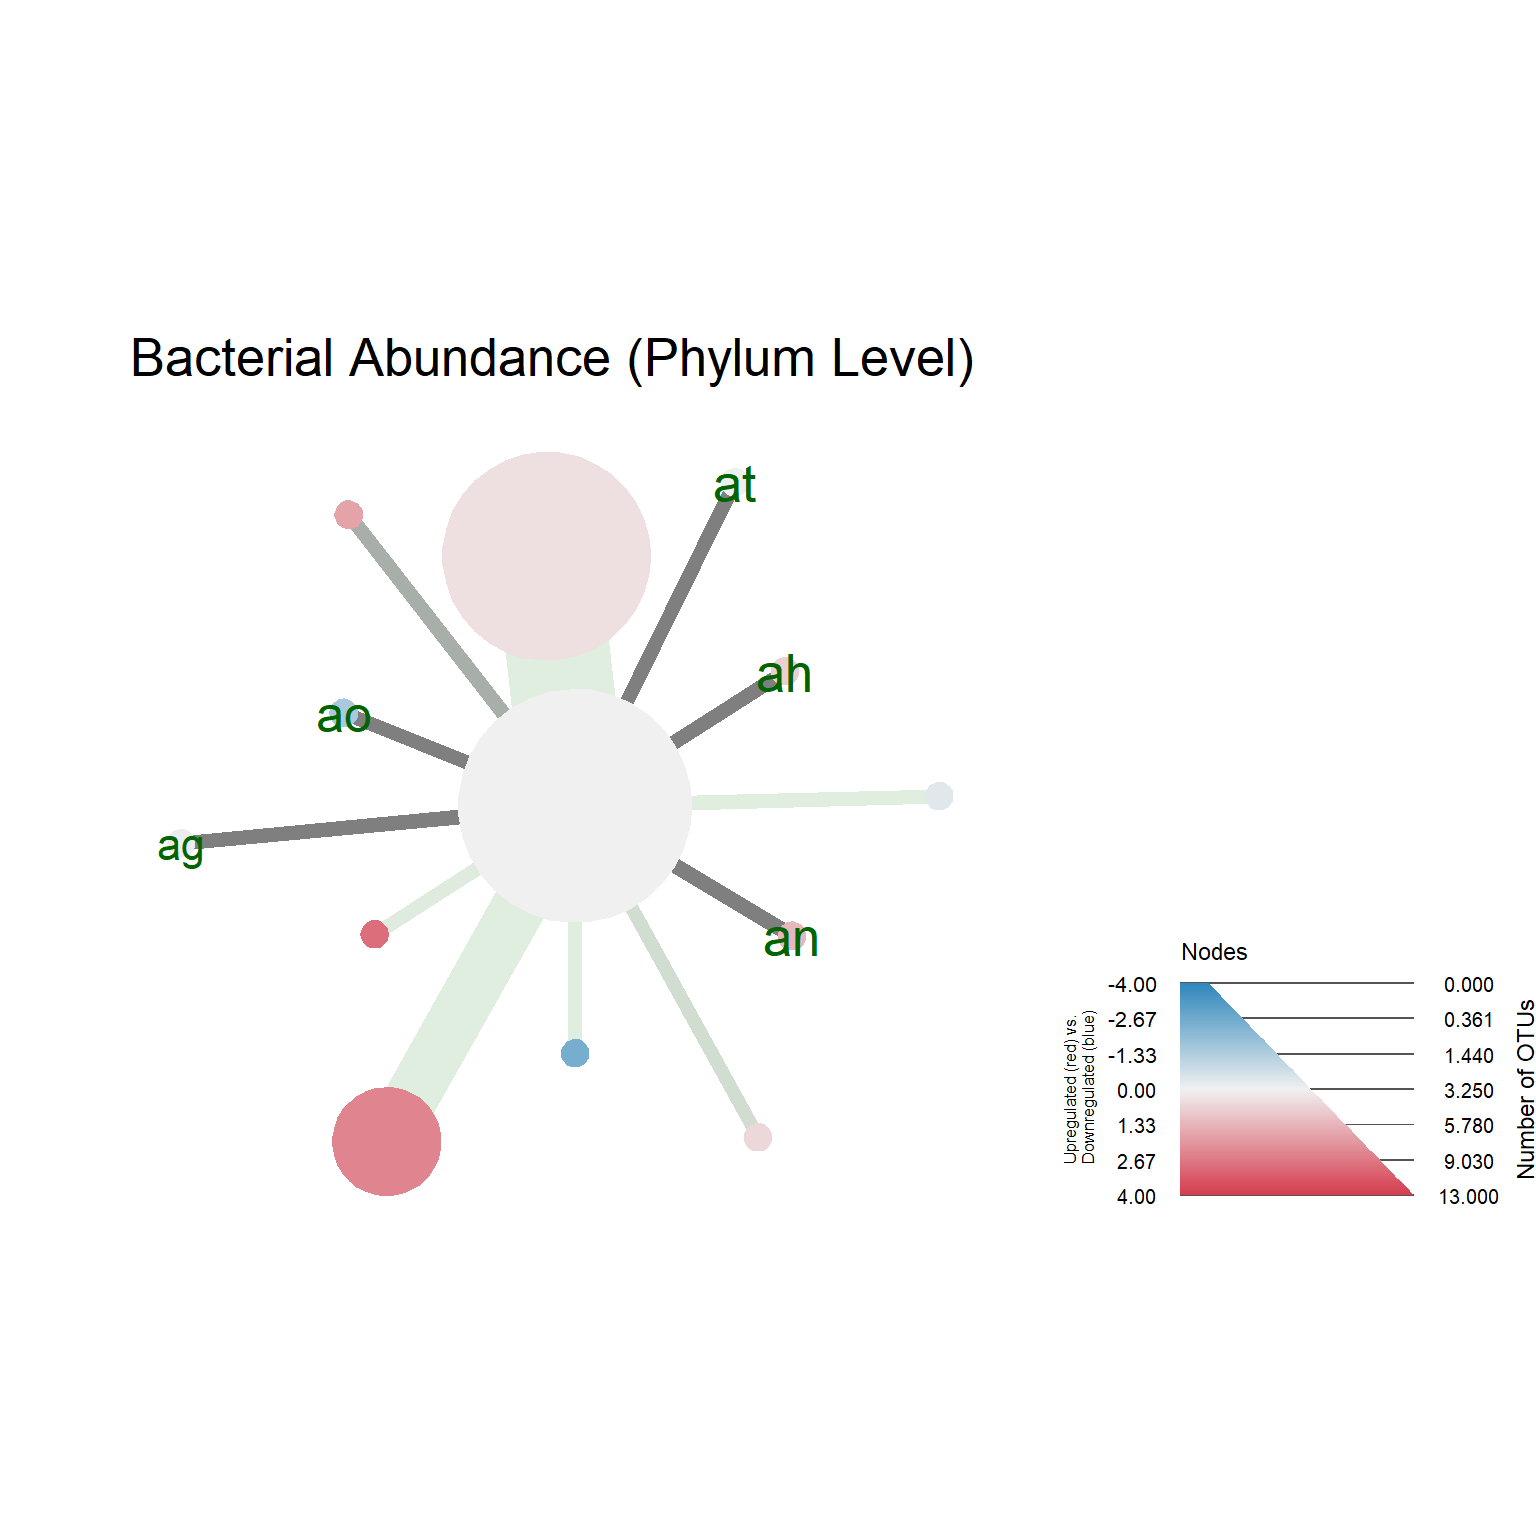 Bacterial Abundance (Phylum Level)
at
ah
ao
ag
an
Nodes
-4.00
-2.67
-1.33
0.00
1.33
2.67
4.00
Upregulated (red) vs.
Downregulated (blue)
0.000
0.361
1.440
3.250
5.780
9.030
13.000
Number of OTUs